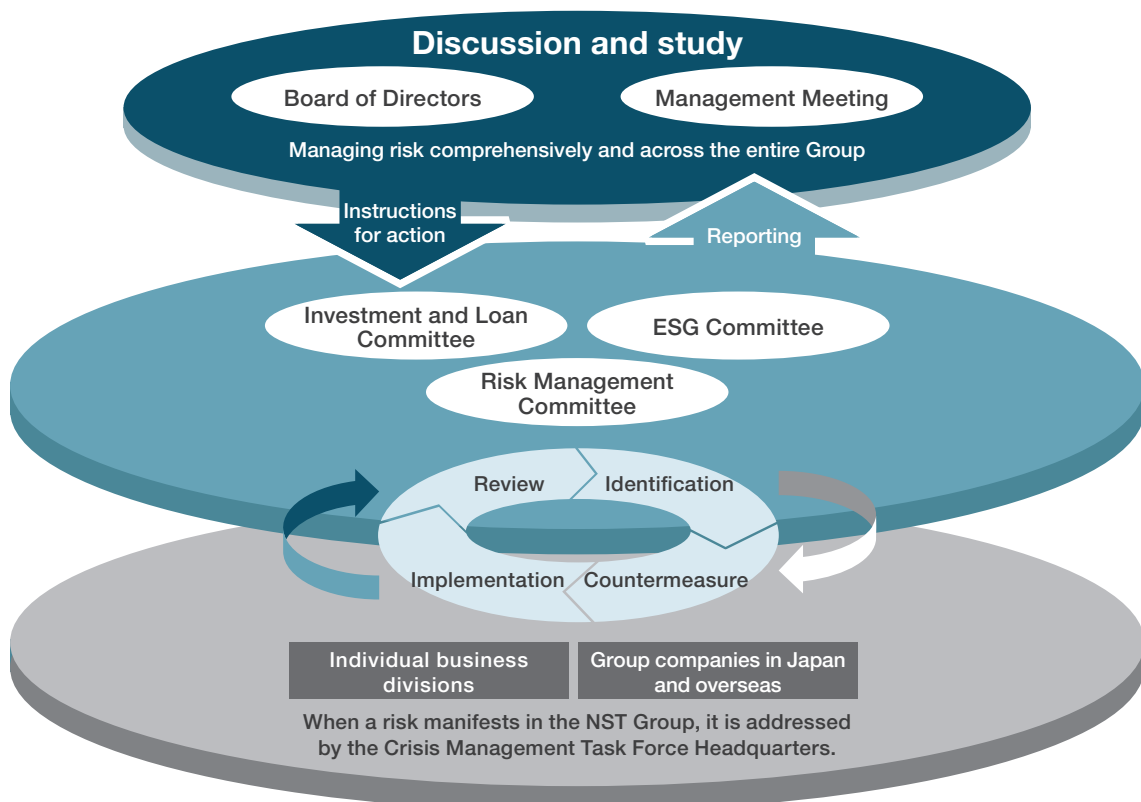 Discussion and study
Board of Directors
Management Meeting
Managing risk comprehensively and across the entire Group
Instructions
for action
Reporting
Investment and Loan
Committee
ESG Committee
Risk Management
Committee
Review
Identification
Implementation
Countermeasure
Individual business
divisions
Group companies in Japan
and overseas
When a risk manifests in the NST Group, it is addressed
by the Crisis Management Task Force Headquarters.